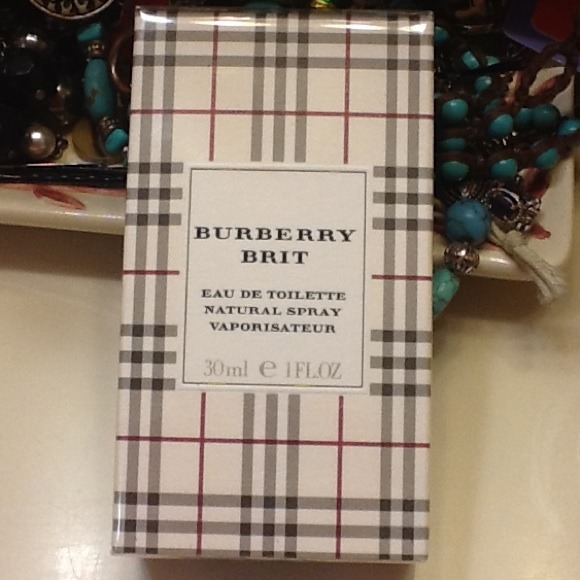 BURBERRY
BRIT
EAU DE TOILETTE
NATURAL SPRAY
VAPORISATEUR
30ml ℮ 1FL.OZ